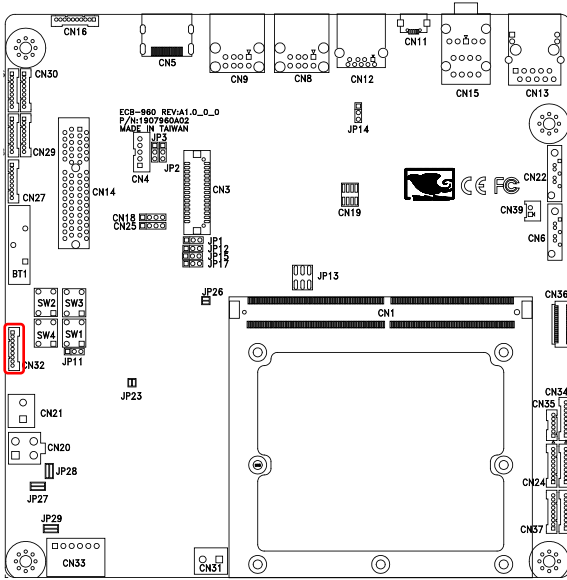 CN16
CN5
CN9
CN8
CN12
CN11
CN15
CN13
CN30
ECB-960 REV:A1.0_0_0
P/N:1907960A02
MADE IN TAIWAN
JP14
JP3
CN29
CN4
JP2
CN3
CN22
CN27
CN14
CN19
CN39
CE FC
CN18
CN25
CN6
JP1
JP12
JP15
JP17
BT1
JP13
SW2
SW3
JP26
CN36
CN1
SW4
SW1
CN32
JP11
JP23
CN34
CN35
CN21
CN20
JP28
CN24
JP27
JP29
CN37
CN33
CN31